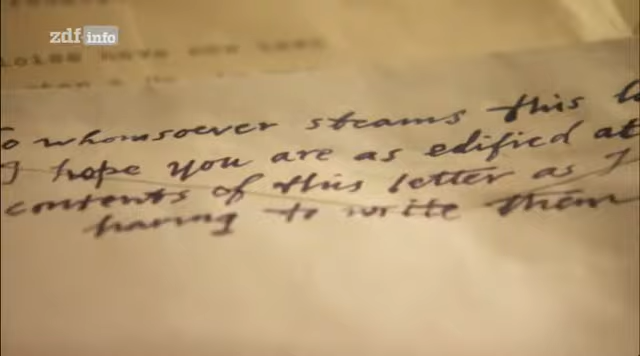 zdf info
To whomsoever steams this
I hope you are as edified at
contents of this letter as I
having to write them